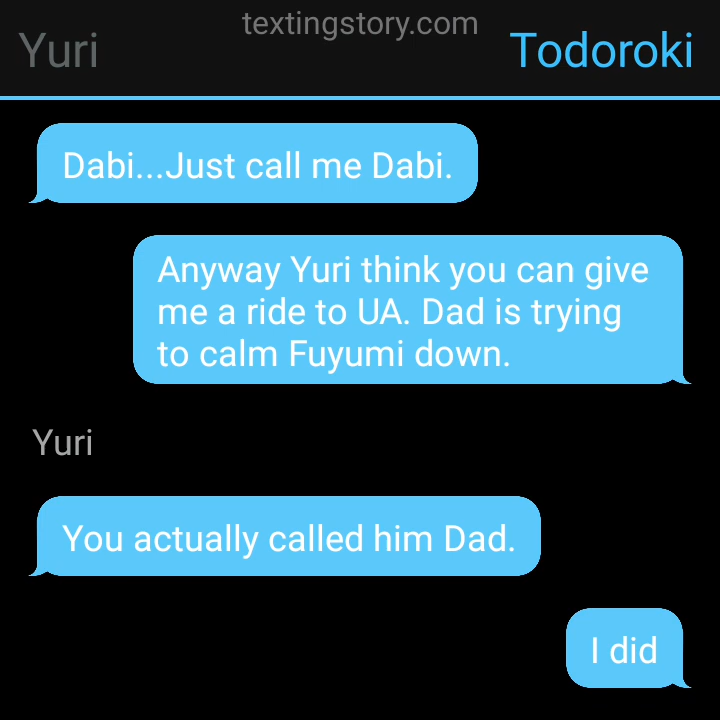 textingstory.com
Yuri
Todoroki
Dabi...Just call me Dabi.
Anyway Yuri think you can give
me a ride to UA. Dad is trying
to calm Fuyumi down.
Yuri
You actually called him Dad.
I did